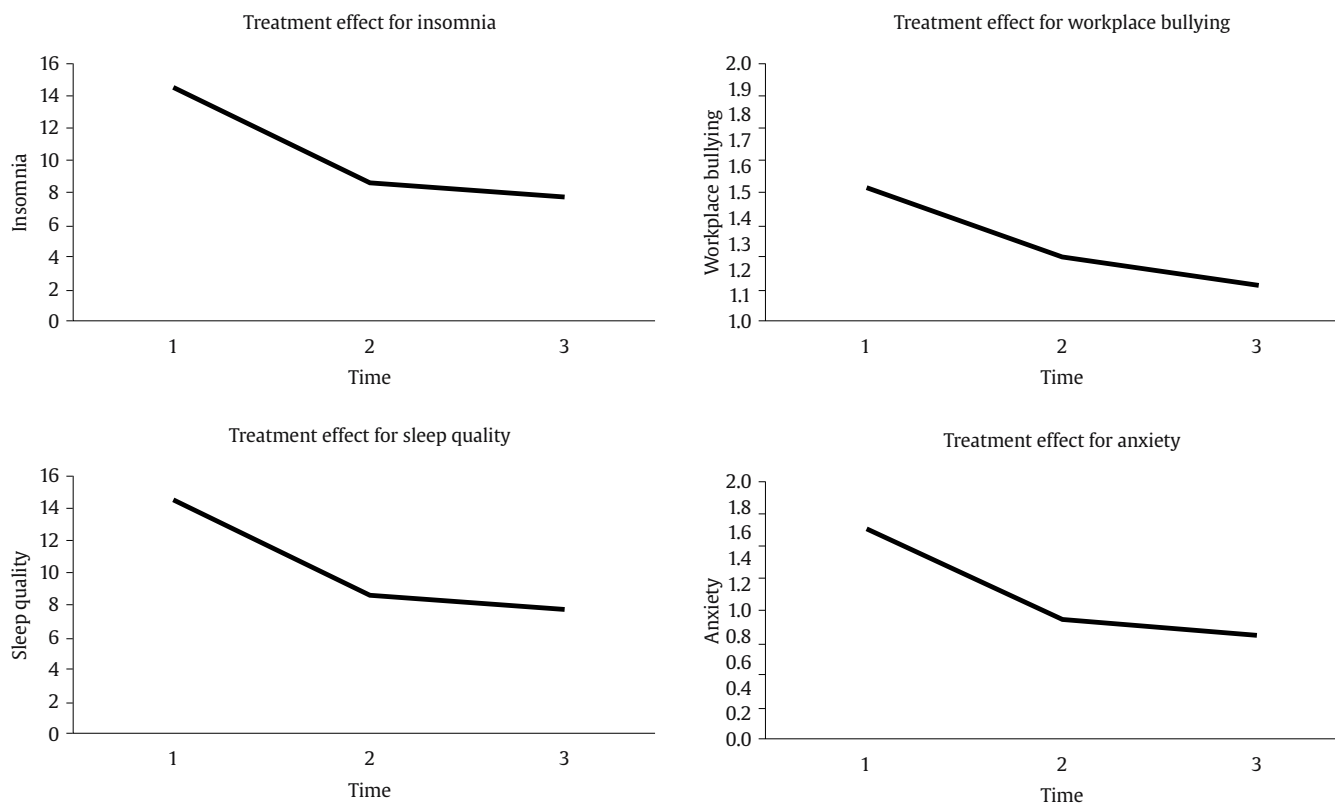 Treatment effect for insomnia
Insomnia
16
14
12
10
8
6
4
2
0
1 2 3
Time
Treatment effect for workplace bullying
Workplace bullying
2.0
1.9
1.8
1.7
1.6
1.5
1.4
1.3
1.2
1.1
1.0
1 2 3
Time
Treatment effect for sleep quality
Sleep quality
16
14
12
10
8
6
4
2
0
1 2 3
Time
Treatment effect for anxiety
Anxiety
2.0
1.8
1.6
1.4
1.2
1.0
0.8
0.6
0.4
0.2
0.0
1 2 3
Time